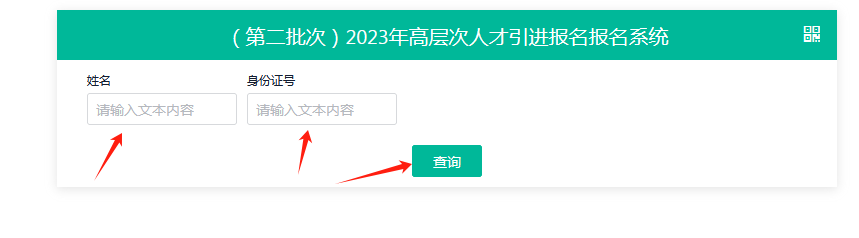 （第二批次）2023年高层次人才引进报名报名系统
姓名 身份证号
请输入文本内容 请输入文本内容
查询